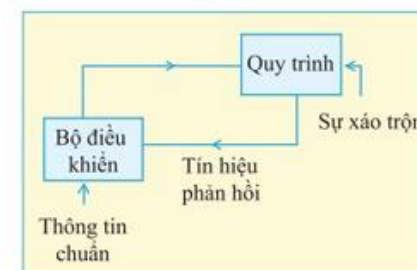 Quy trình
Sự xáo trộn
Bộ điều
khiển
Tín hiệu
phản hồi
Thông tin
chuẩn